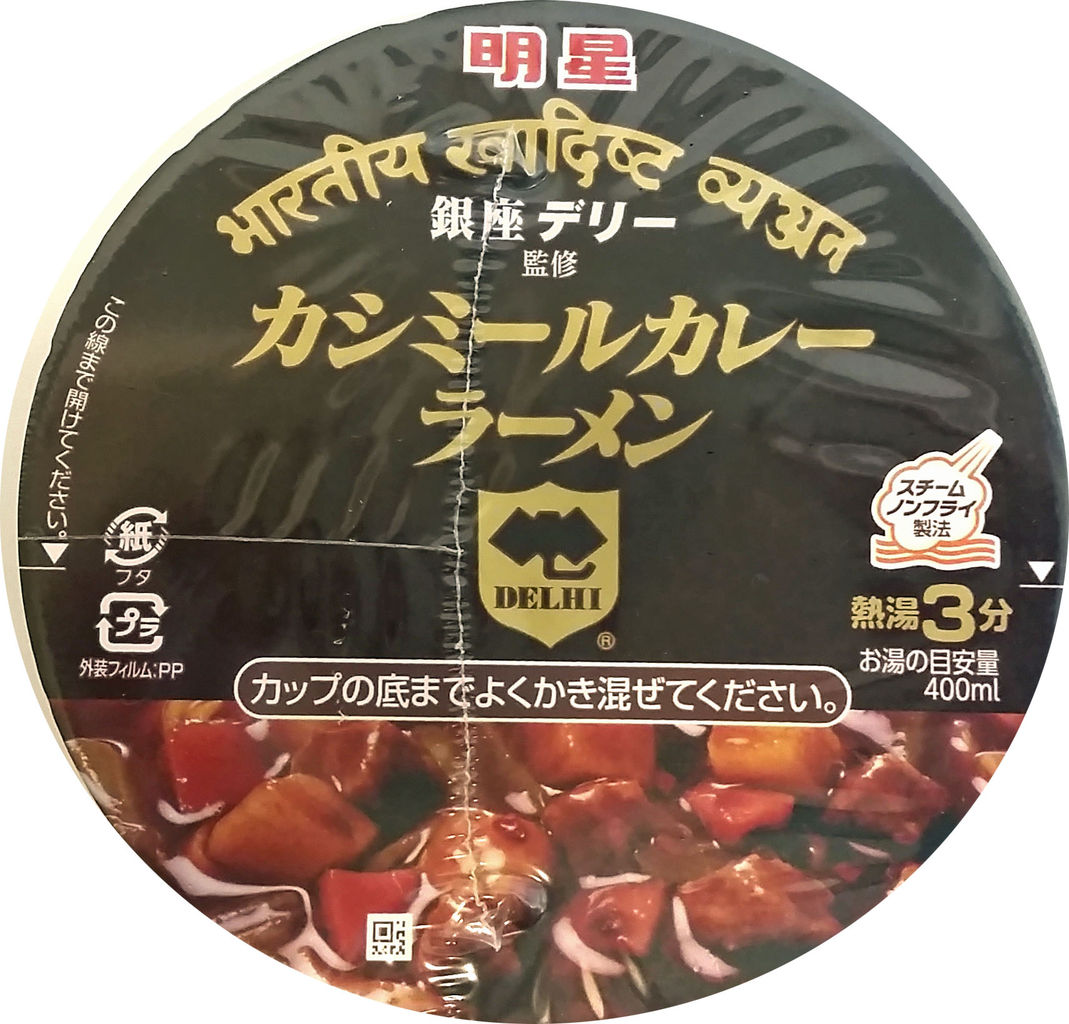 明星
भारतीय स्वादिष्ट व्यञ्जन
銀座デリー
監修
カシミールカレー
ラーメン
この線まで開けてください。
紙
フタ
プラ
外装フィルム:PP
DELHI
®
スチーム
ノンフライ
製法
熱湯3分
お湯の目安量
400ml
カップの底までよくかき混ぜてください。